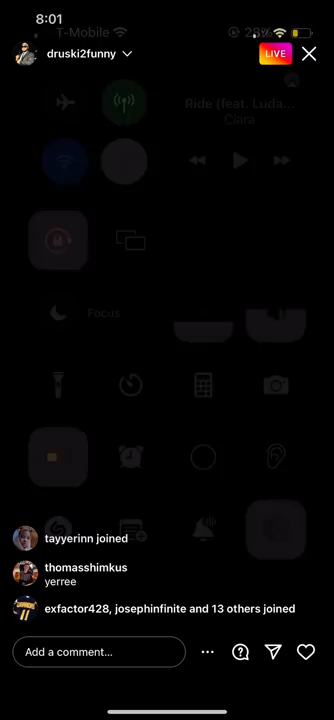 8:01
T-Mobile
druski2funny
LIVE
Ride (feat. Luda...
Ciara
Focus
tayyerinn joined
thomasshimkus
yerree
exfactor428, josephinfinite and 13 others joined
Add a comment...